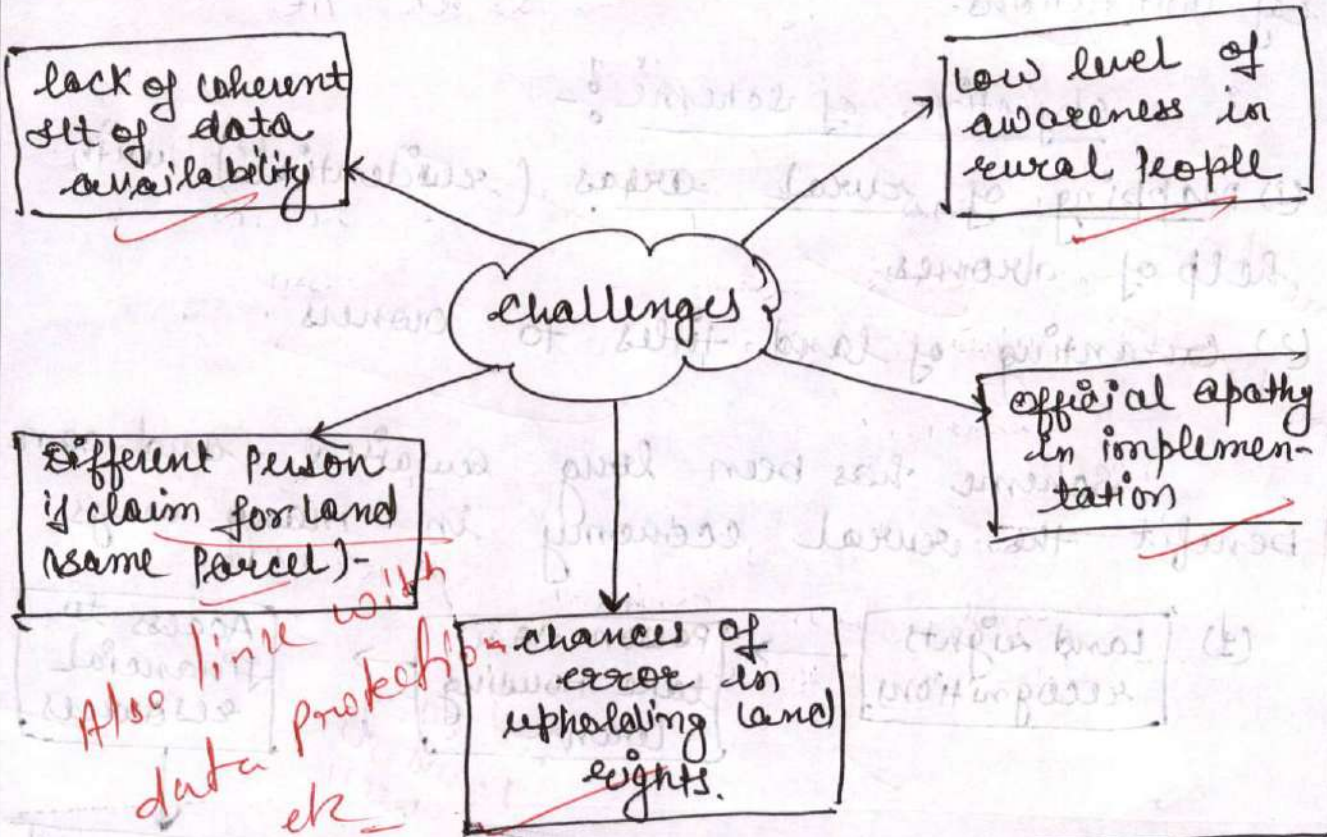 lack of coherent
set of data
availability
low level of
awareness in
rural people
challenges
official apathy
in implemen-
tation
Different Person
if claim for land
(same Parcel)-
chances of
error in
upholding land
rights.
Also link with
data protection
etc